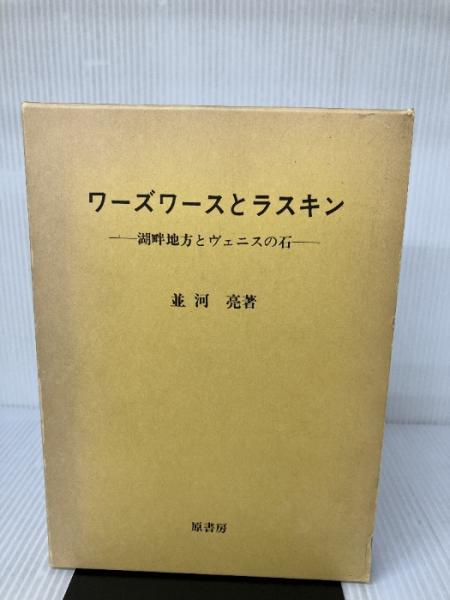 ワーズワースとラスキン
──湖畔地方とヴェニスの石──
並河 亮著
原書房